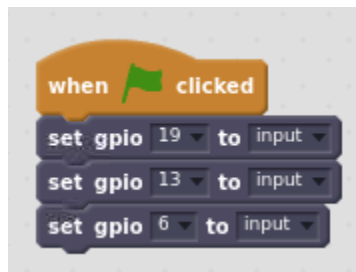 when clicked
set gpio 19 to input
set gpio 13 to input
set gpio 6 to input